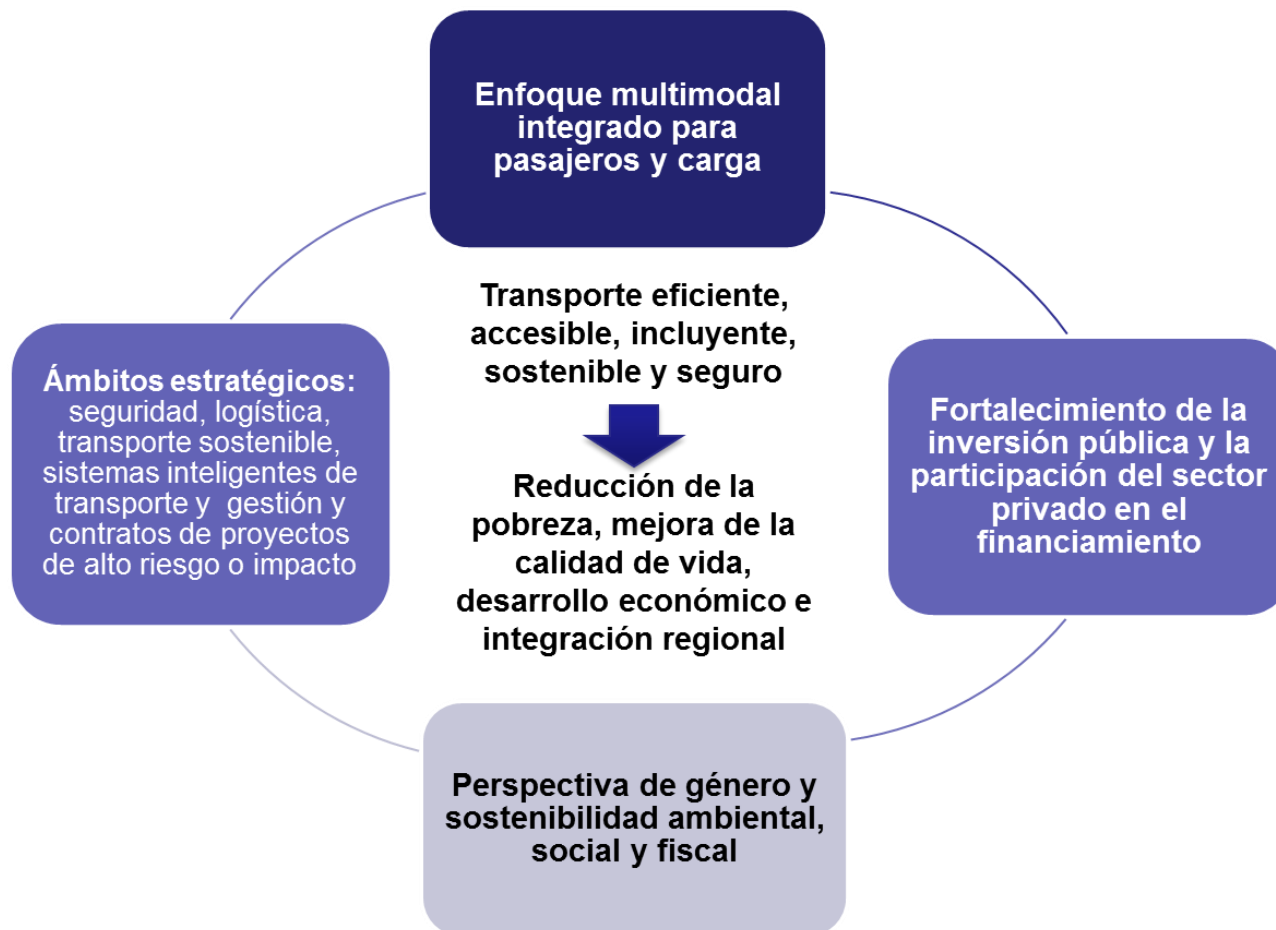 Enfoque multimodal
integrado para
pasajeros y carga
Transporte eficiente,
accesible, incluyente,
sostenible y seguro
Ámbitos estratégicos:
seguridad, logística,
transporte sostenible,
sistemas inteligentes de
transporte y gestión y
contratos de proyectos
de alto riesgo o impacto
Fortalecimiento de la
inversión pública y la
participación del sector
privado en el
financiamiento
Reducción de la
pobreza, mejora de la
calidad de vida,
desarrollo económico e
integración regional
Perspectiva de género y
sostenibilidad ambiental,
social y fiscal